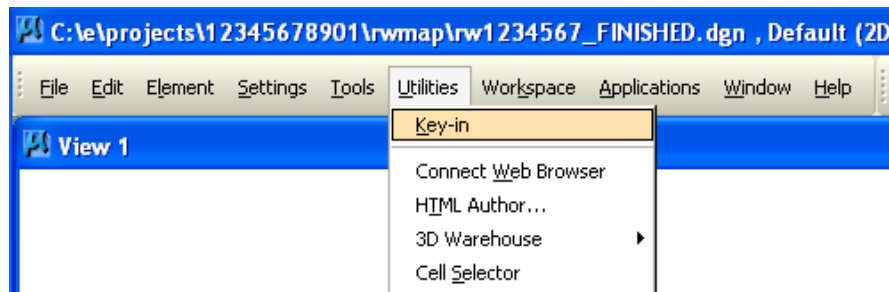 C:\e\projects\12345678901\rwmap\rw1234567_FINISHED.dgn , Default (2D
File Edit Element Settings Tools Utilities Workspace Applications Window Help
View 1
Key-in
Connect Web Browser
HTML Author...
3D Warehouse
Cell Selector